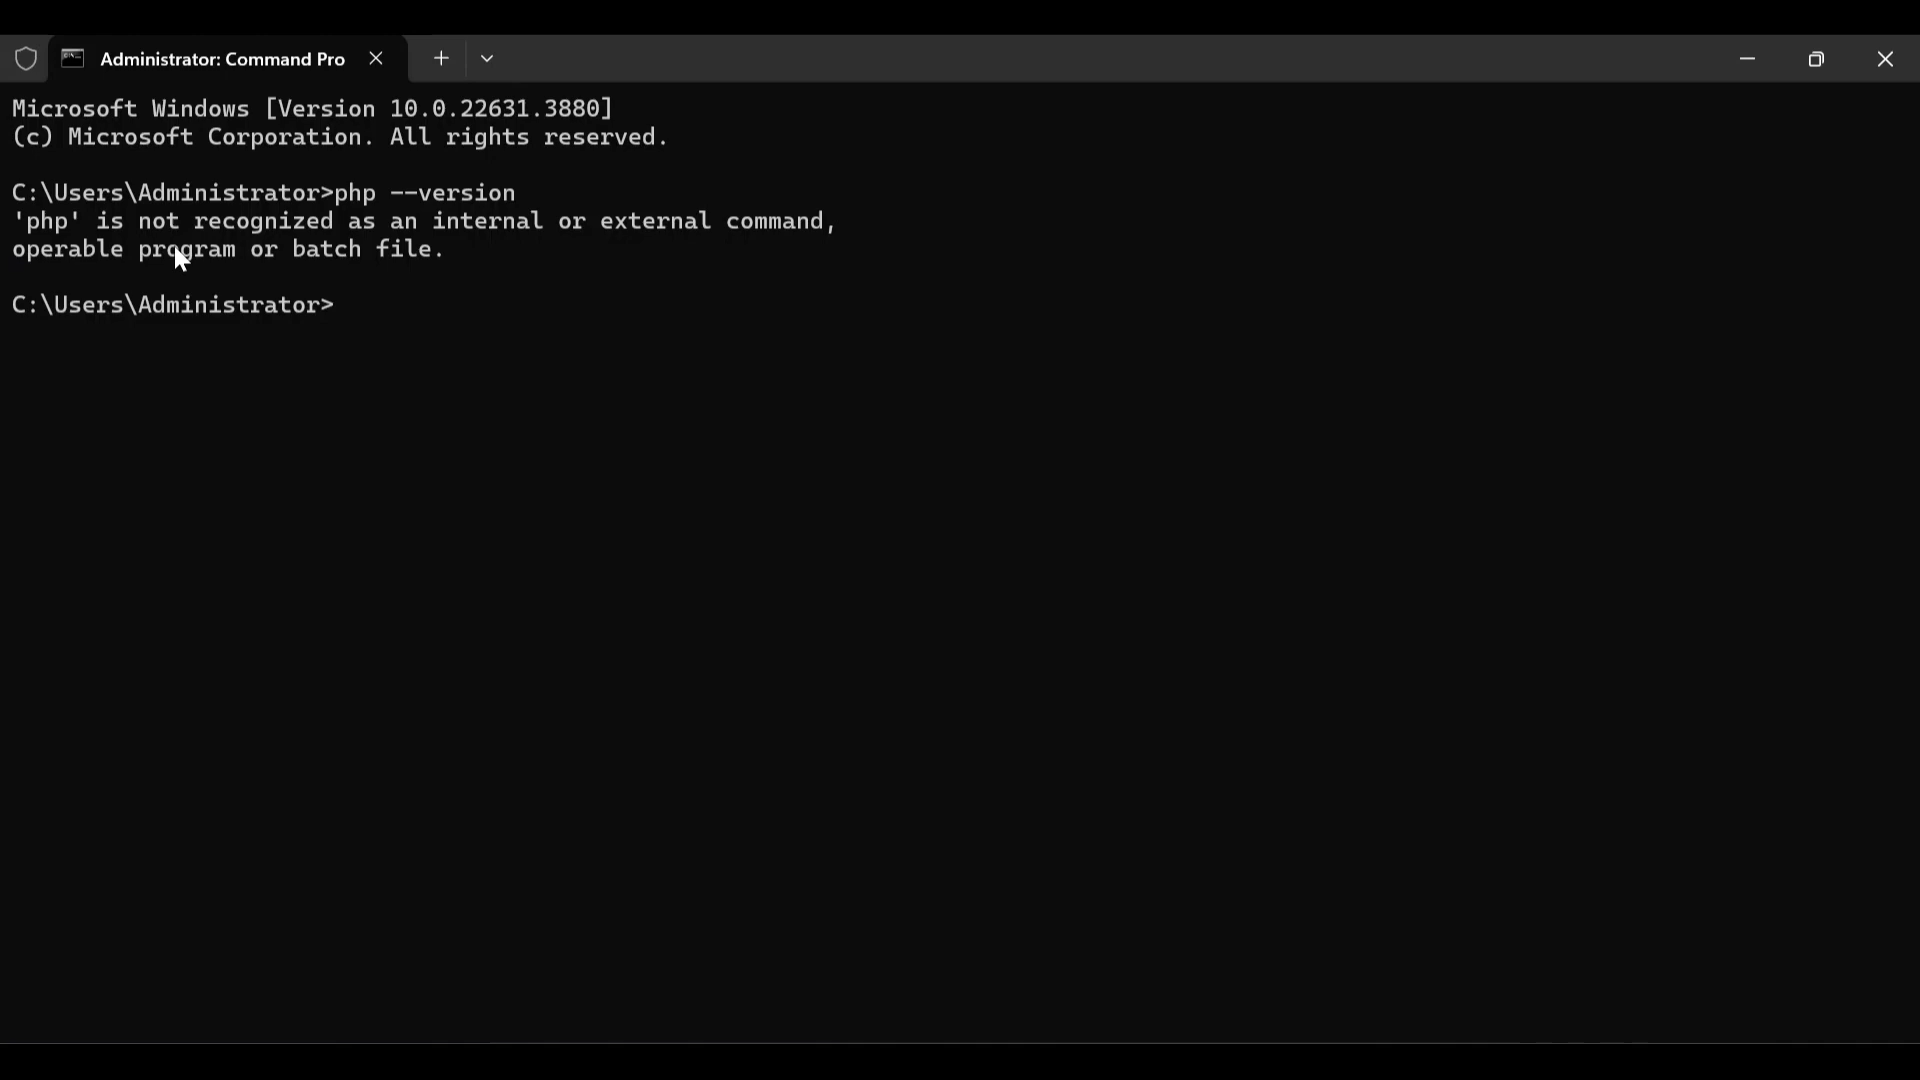 Administrator: Command Pro
Microsoft Windows [Version 10.0.22631.3880]
(c) Microsoft Corporation. All rights reserved.
C:\Users\Administrator>php --version
'php' is not recognized as an internal or external command,
operable program or batch file.
C:\Users\Administrator>